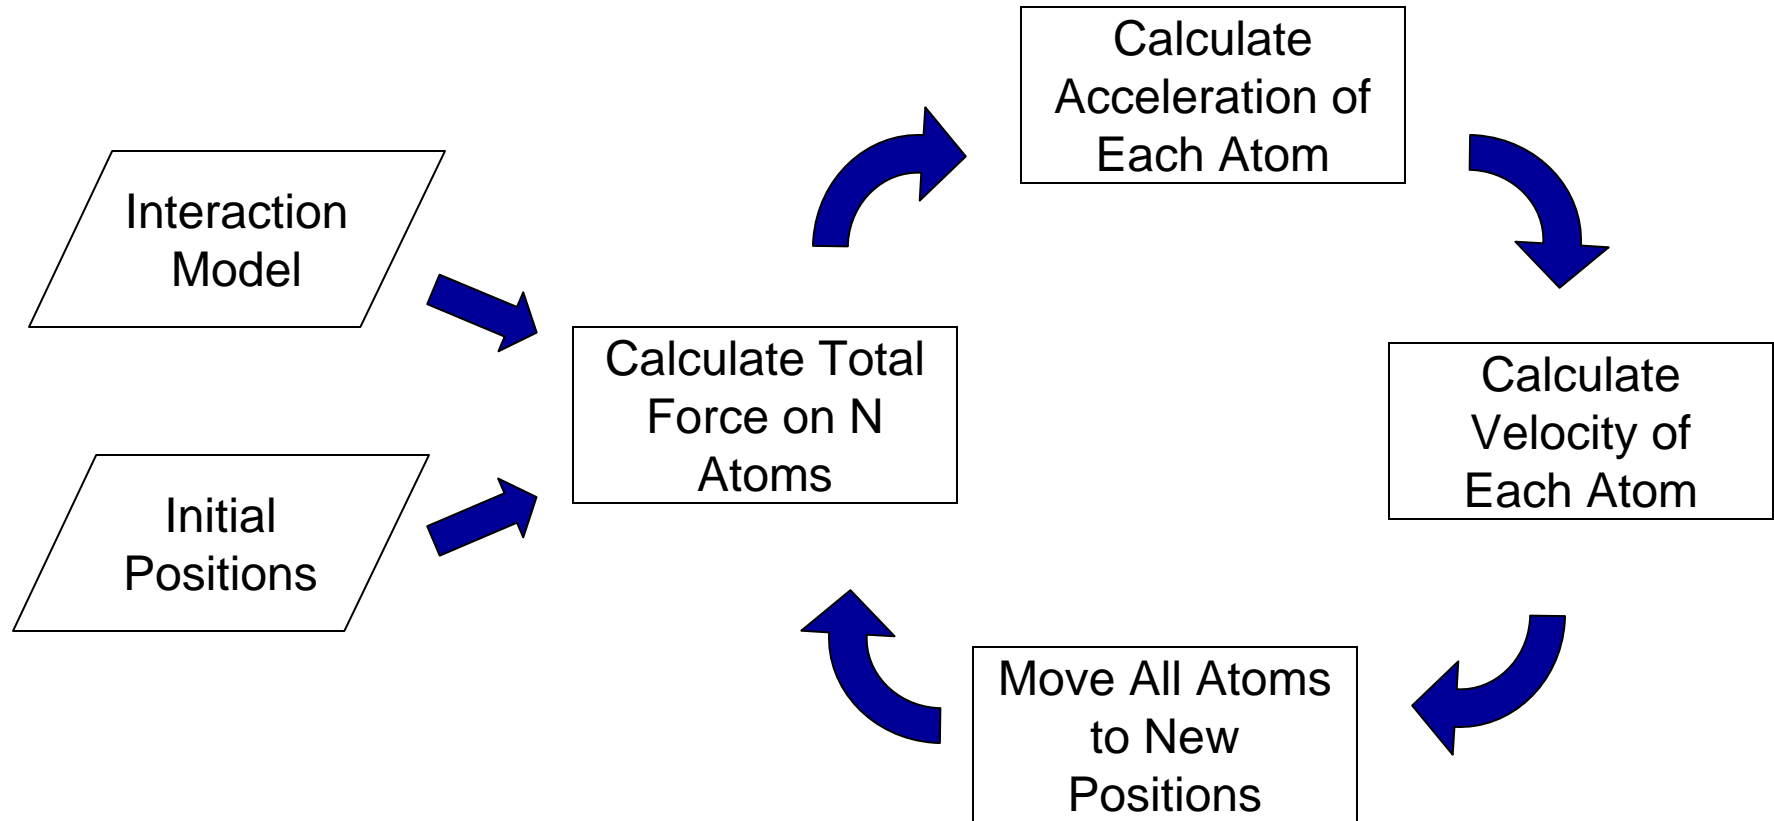 Interaction
Model
Initial
Positions
Calculate Total
Force on N
Atoms
Calculate
Acceleration of
Each Atom
Calculate
Velocity of
Each Atom
Move All Atoms
to New
Positions